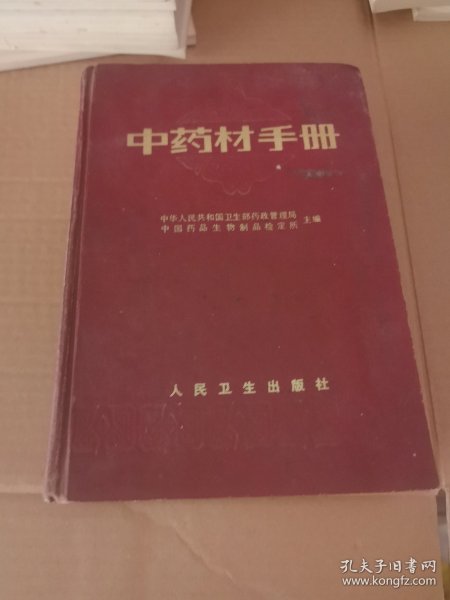 中药材手册
中华人民共和国卫生部药政管理局
中国药品生物制品检定所
主编
人民卫生出版社
孔夫子旧书网
www.kongfz.com